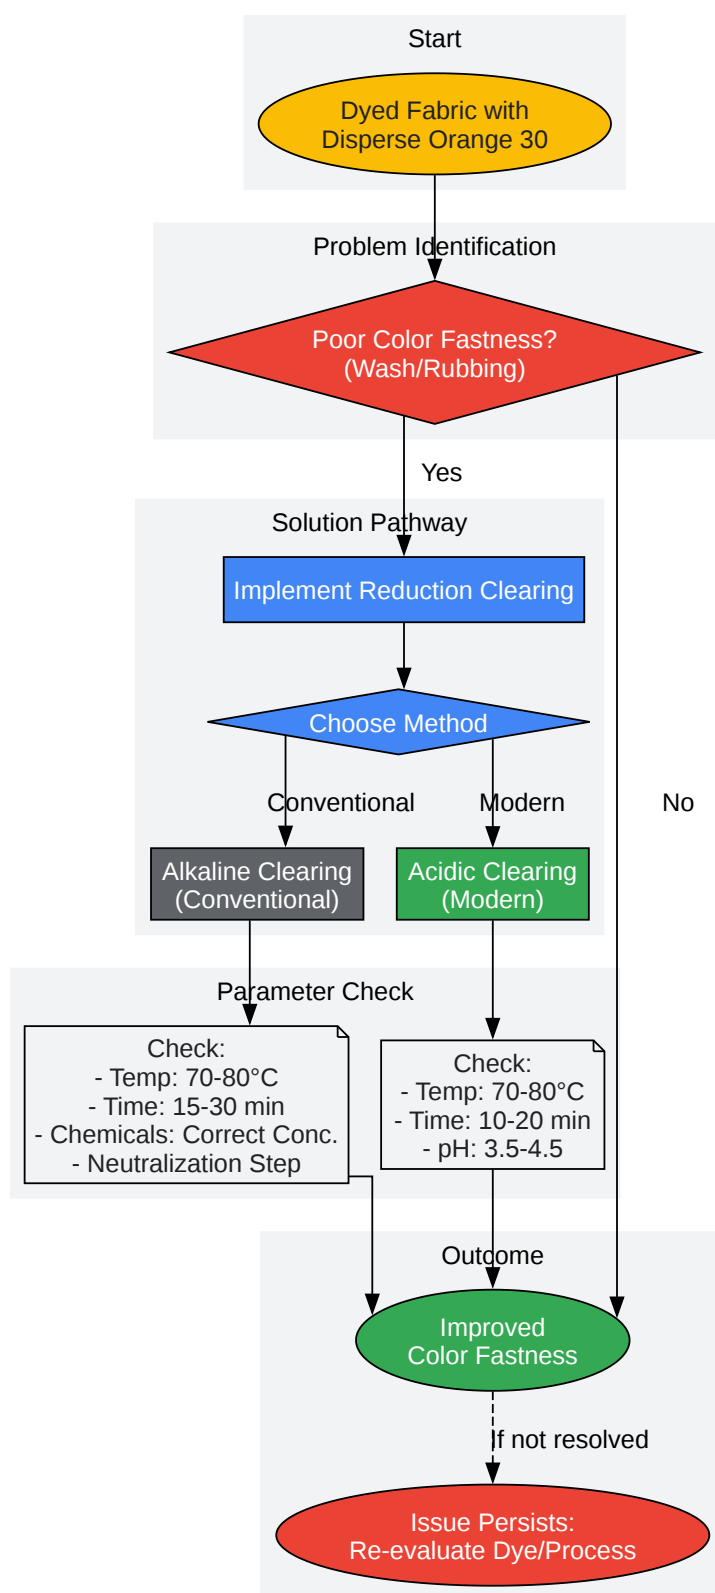 Start
Dyed Fabric with
Disperse Orange 30
Problem Identification
Poor Color Fastness?
(Wash/Rubbing)
Yes
Solution Pathway
Implement Reduction Clearing
Choose Method
Conventional
Modern
No
Alkaline Clearing
(Conventional)
Acidic Clearing
(Modern)
Parameter Check
Check:
- Temp: 70-80°C
- Time: 15-30 min
- Chemicals: Correct Conc.
- Neutralization Step
Check:
- Temp: 70-80°C
- Time: 10-20 min
- pH: 3.5-4.5
Outcome
Improved
Color Fastness
If not resolved
Issue Persists:
Re-evaluate Dye/Process